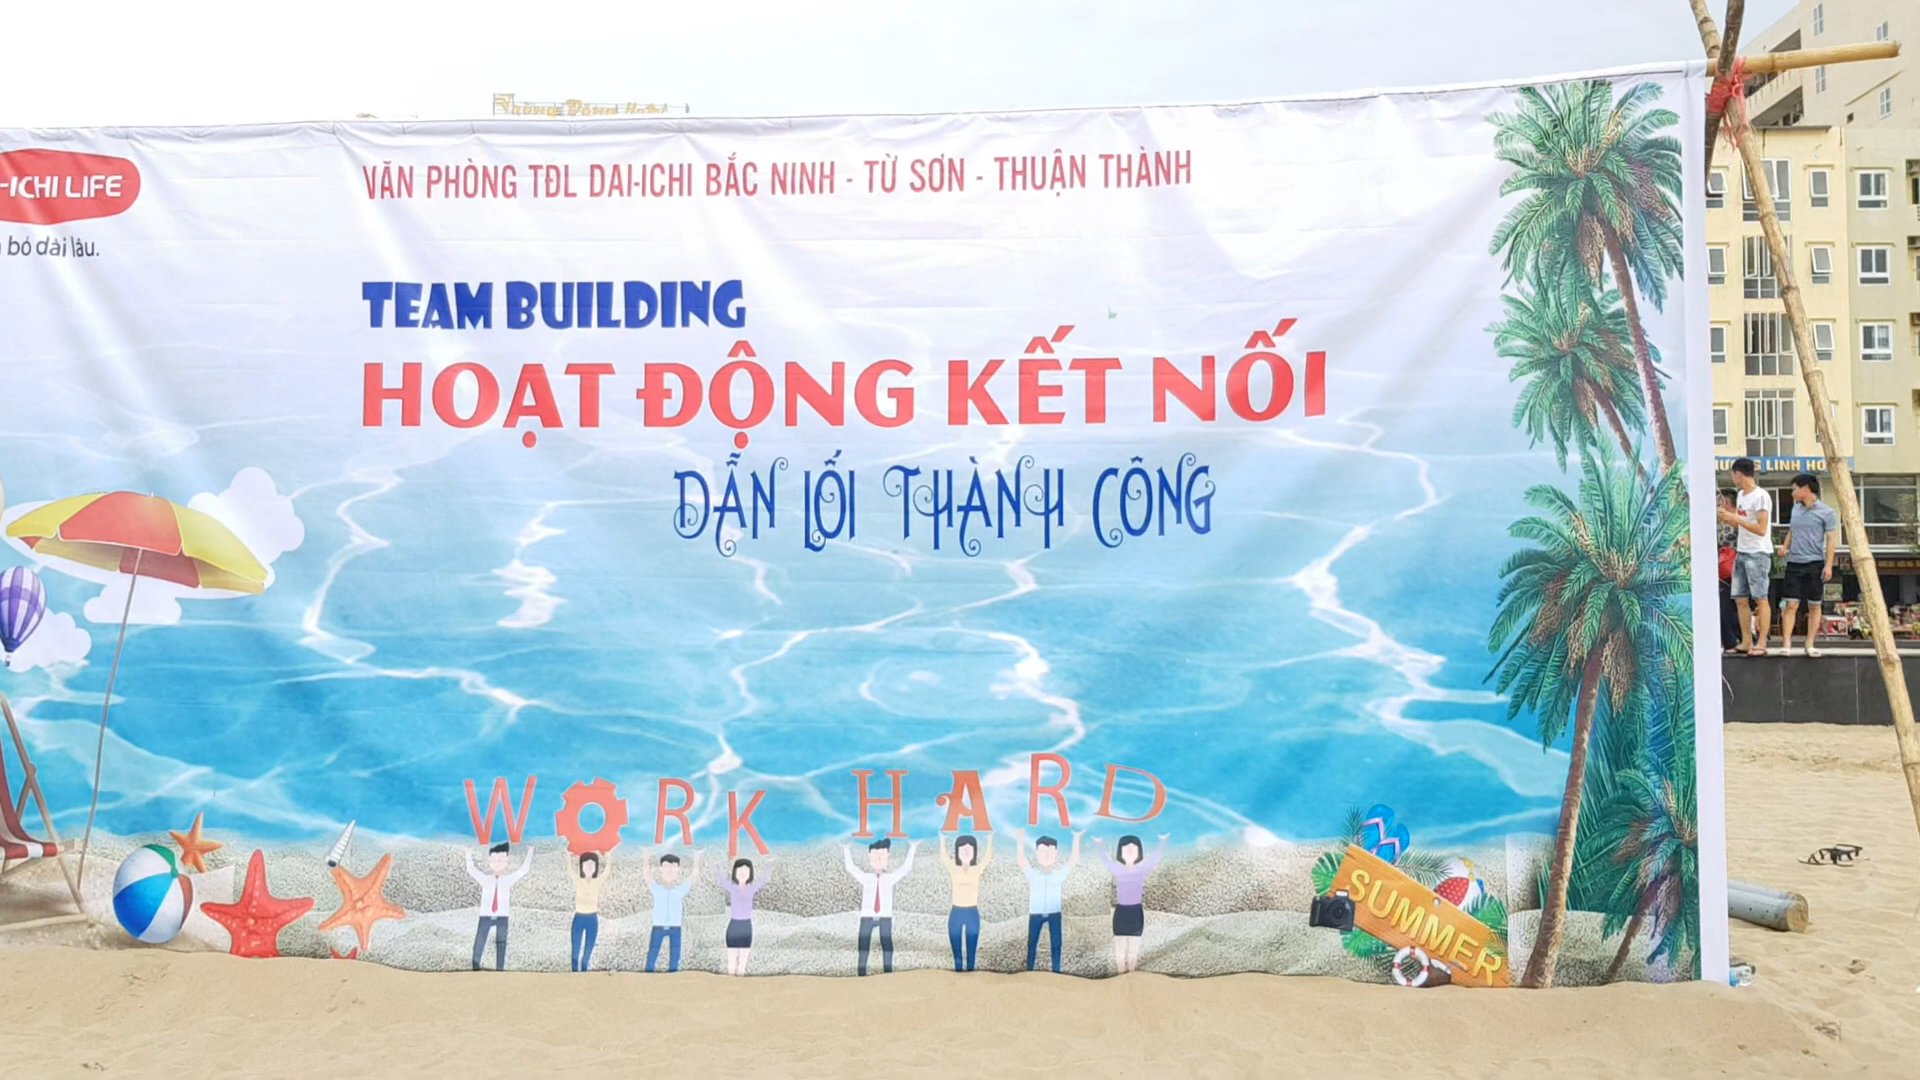 -ICHI LIFE
bó dài lâu.
VĂN PHÒNG TĐL DAI-ICHI BẮC NINH - TỪ SƠN - THUẬN THÀNH
TEAM BUILDING
HOẠT ĐỘNG KẾT NỐI
DẪN LỐI THÀNH CÔNG
WORK HARD
SUMMER
LINH